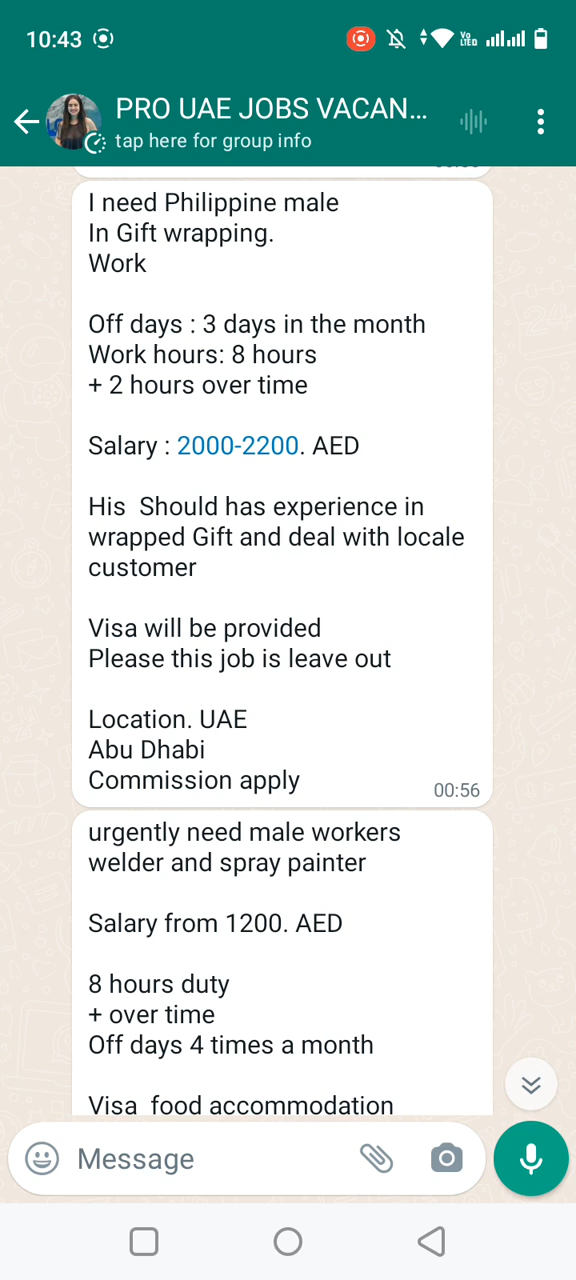 10:43
Vo
LTED
PRO UAE JOBS VACAN...
tap here for group info
I need Philippine male
In Gift wrapping.
Work
Off days : 3 days in the month
Work hours: 8 hours
+ 2 hours over time
Salary : 2000-2200. AED
His  Should has experience in
wrapped Gift and deal with locale
customer
Visa will be provided
Please this job is leave out
Location. UAE
Abu Dhabi
Commission apply
00:56
urgently need male workers
welder and spray painter
Salary from 1200. AED
8 hours duty
+ over time
Off days 4 times a month
Visa  food accommodation
Message